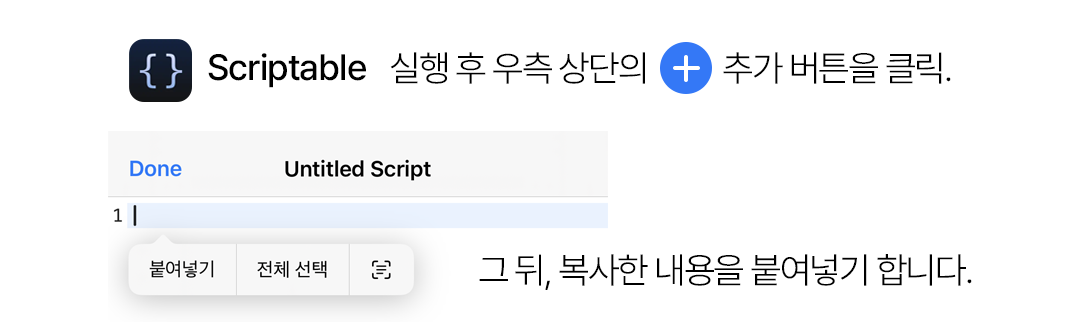 { } Scriptable 실행 후 우측 상단의 + 추가 버튼을 클릭.
Done Untitled Script
1
붙여넣기 전체 선택
그 뒤, 복사한 내용을 붙여넣기 합니다.